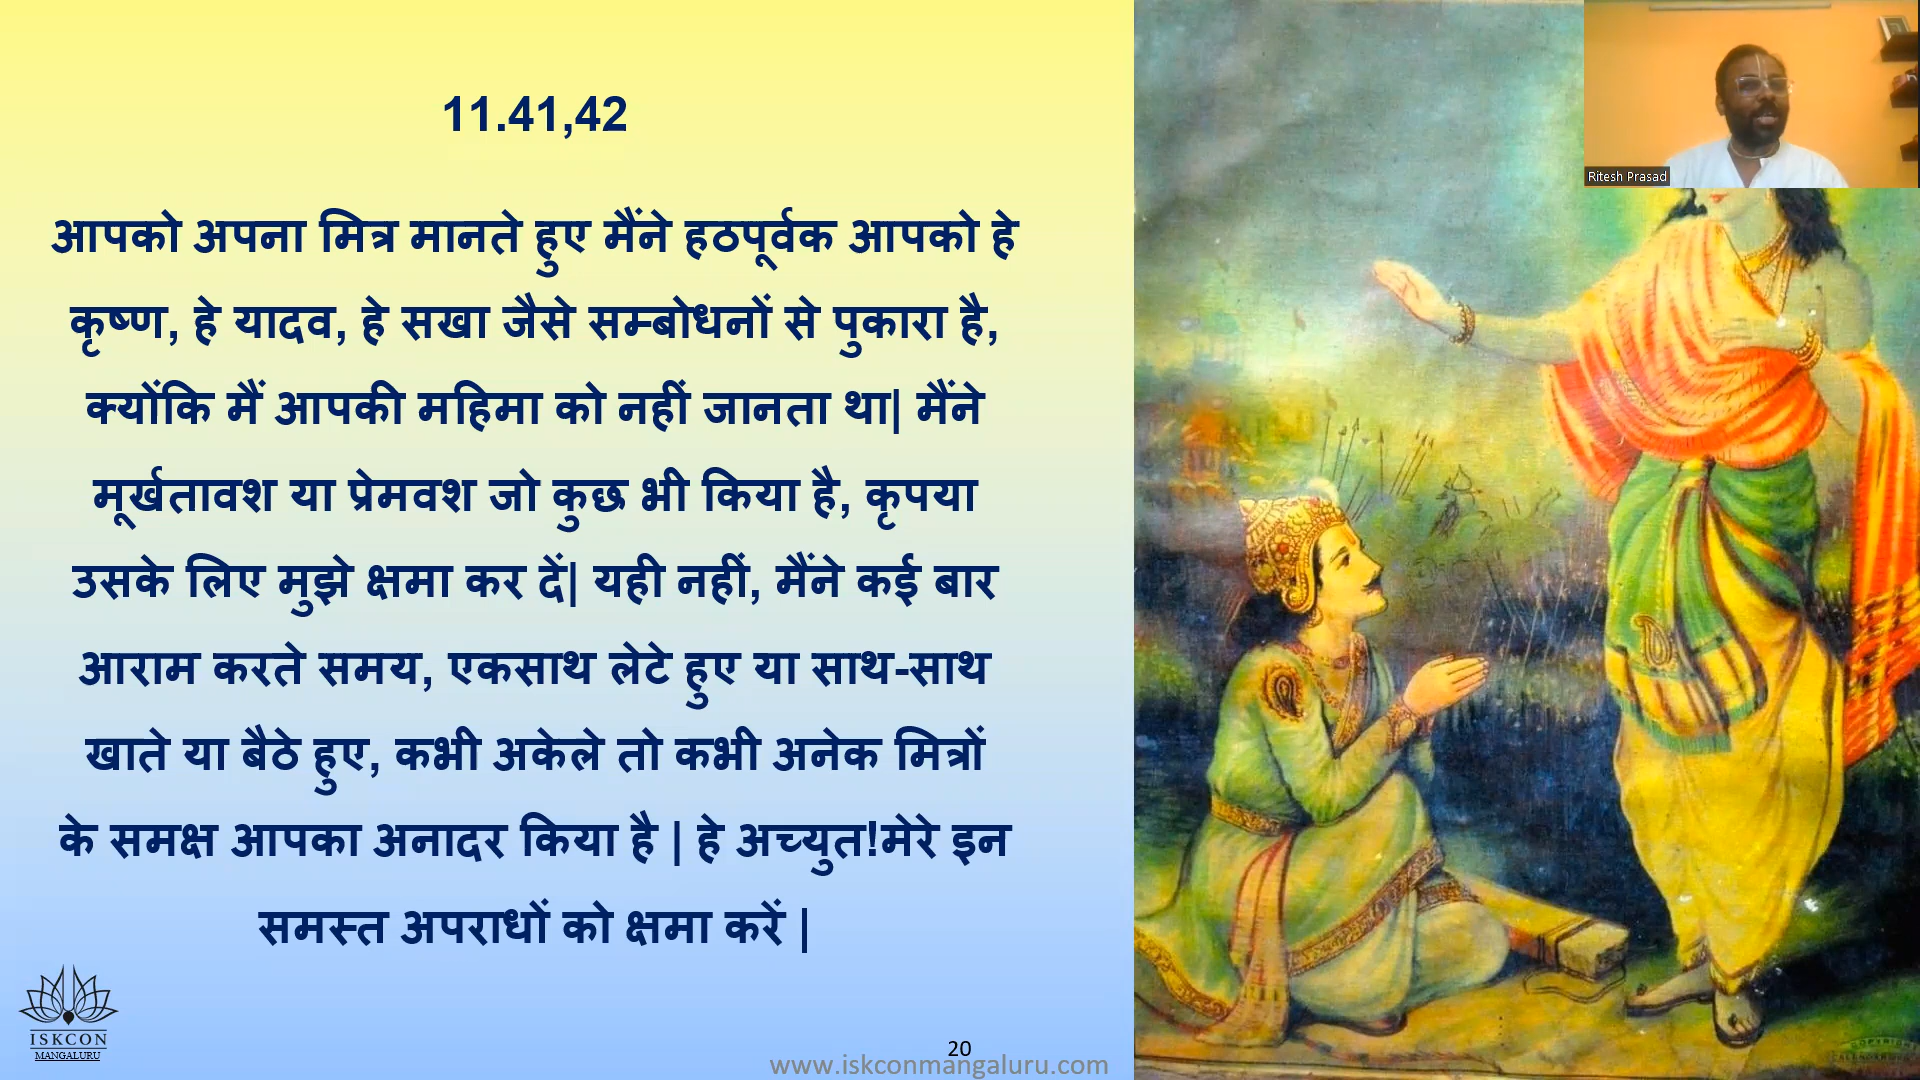 11.41,42
आपको अपना मित्र मानते हुए मैंने हठपूर्वक आपको हे
कृष्ण, हे यादव, हे सखा जैसे सम्बोधनों से पुकारा है,
क्योंकि मैं आपकी महिमा को नहीं जानता था| मैंने
मूर्खतावश या प्रेमवश जो कुछ भी किया है, कृपया
उसके लिए मुझे क्षमा कर दें| यही नहीं, मैंने कई बार
आराम करते समय, एकसाथ लेटे हुए या साथ-साथ
खाते या बैठे हुए, कभी अकेले तो कभी अनेक मित्रों
के समक्ष आपका अनादर किया है | हे अच्युत!मेरे इन
समस्त अपराधों को क्षमा करें |
ISKCON
MANGALURU
20
www.iskconmangaluru.com
Ritesh Prasad